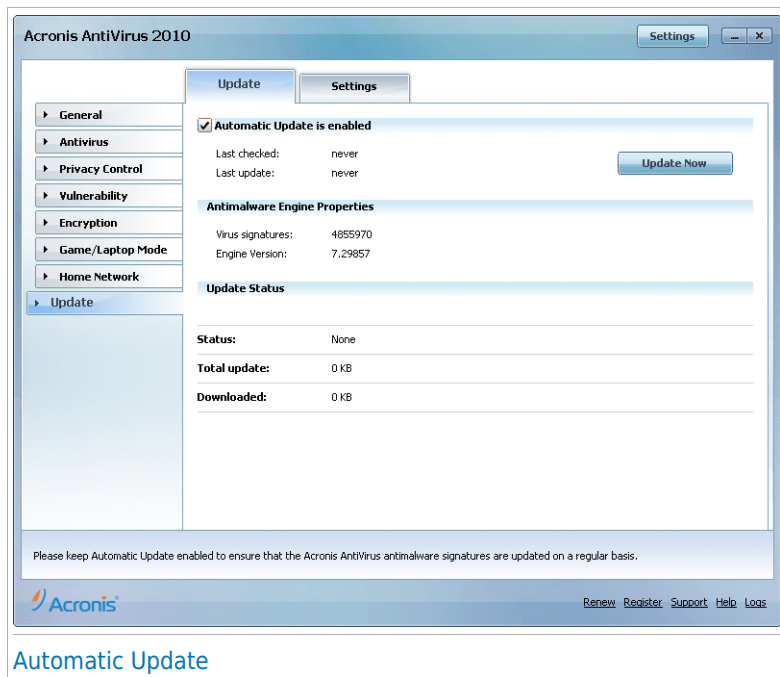 Acronis AntiVirus 2010
Settings
Update
Settings
General
Antivirus
Privacy Control
Vulnerability
Encryption
Game/Laptop Mode
Home Network
Update
Automatic Update is enabled
Last checked: never
Last update: never
Update Now
Antimalware Engine Properties
Virus signatures: 4855970
Engine Version: 7.29857
Update Status
Status: None
Total update: 0 KB
Downloaded: 0 KB
Please keep Automatic Update enabled to ensure that the Acronis AntiVirus antimalware signatures are updated on a regular basis.
Acronis
Renew Register Support Help Logs
Automatic Update